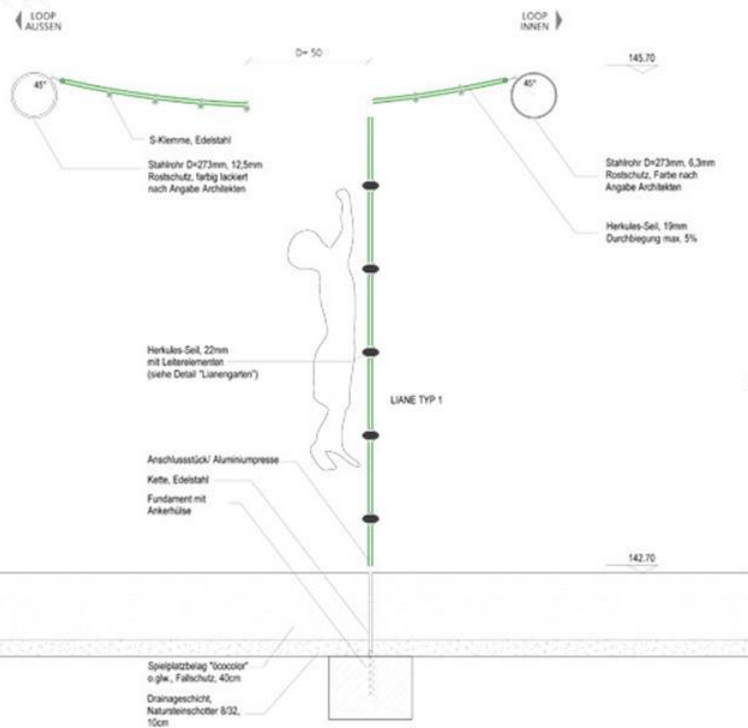 LOOP
AUSSEN
LOOP
INNEN
D= 50
145.70
45°
45°
S-Klemme, Edelstahl
Stahlrohr D=273mm, 12,5mm
Rostschutz, farbig lackiert
nach Angabe Architekten
Stahlrohr D=273mm, 6,3mm
Rostschutz, Farbe nach
Angabe Architekten
Herkules-Seil, 19mm
Durchbiegung max. 5%
Herkules-Seil, 22mm
mit Leiterelementen
(siehe Detail "Lianengarten")
LIANE TYP 1
Anschlussstück/ Aluminiumpresse
Kette, Edelstahl
Fundament mit
Ankerhülse
142.70
Spielplatzbelag "öcocolor"
o.glw., Fallschutz, 40cm
Drainageschicht,
Natursteinschotter 8/32,
10cm